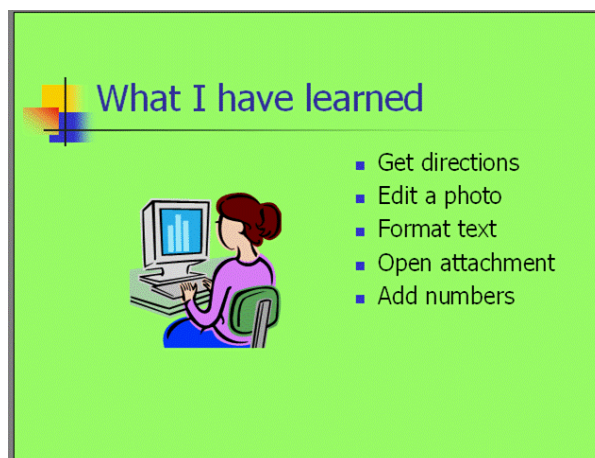 What I have learned
Get directions
Edit a photo
Format text
Open attachment
Add numbers